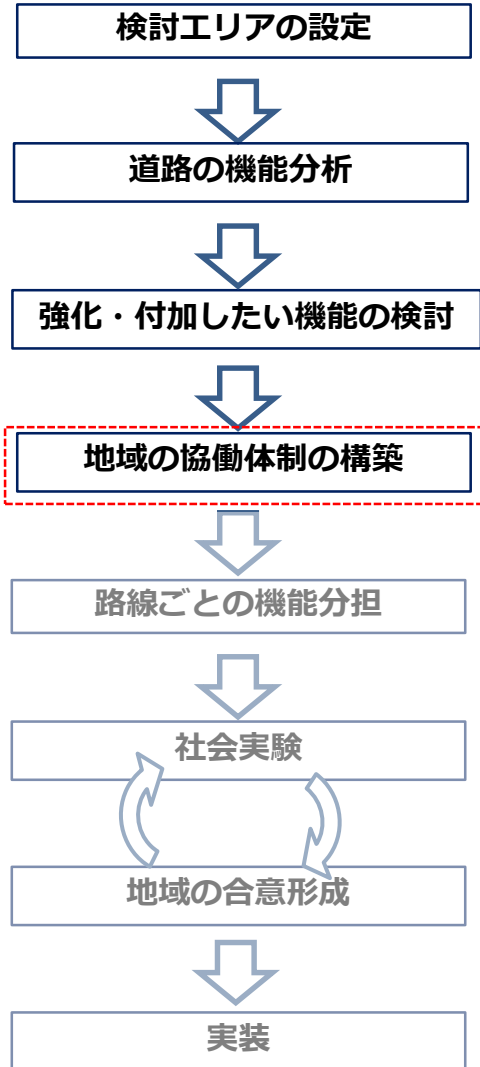 検討エリアの設定
道路の機能分析
強化・付加したい機能の検討
地域の協働体制の構築
路線ごとの機能分担
社会実験
地域の合意形成
実装